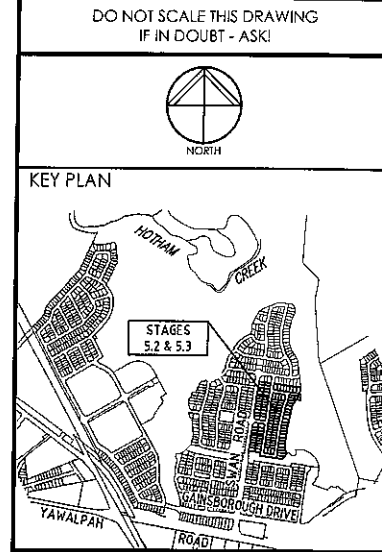 DO NOT SCALE THIS DRAWING
IF IN DOUBT - ASK!
NORTH
KEY PLAN
HOTHAM
CREEK
STAGES
5.2 & 5.3
SMAN ROAD
GAINSBOROUGH DRIVE
YAWALPAH
ROAD